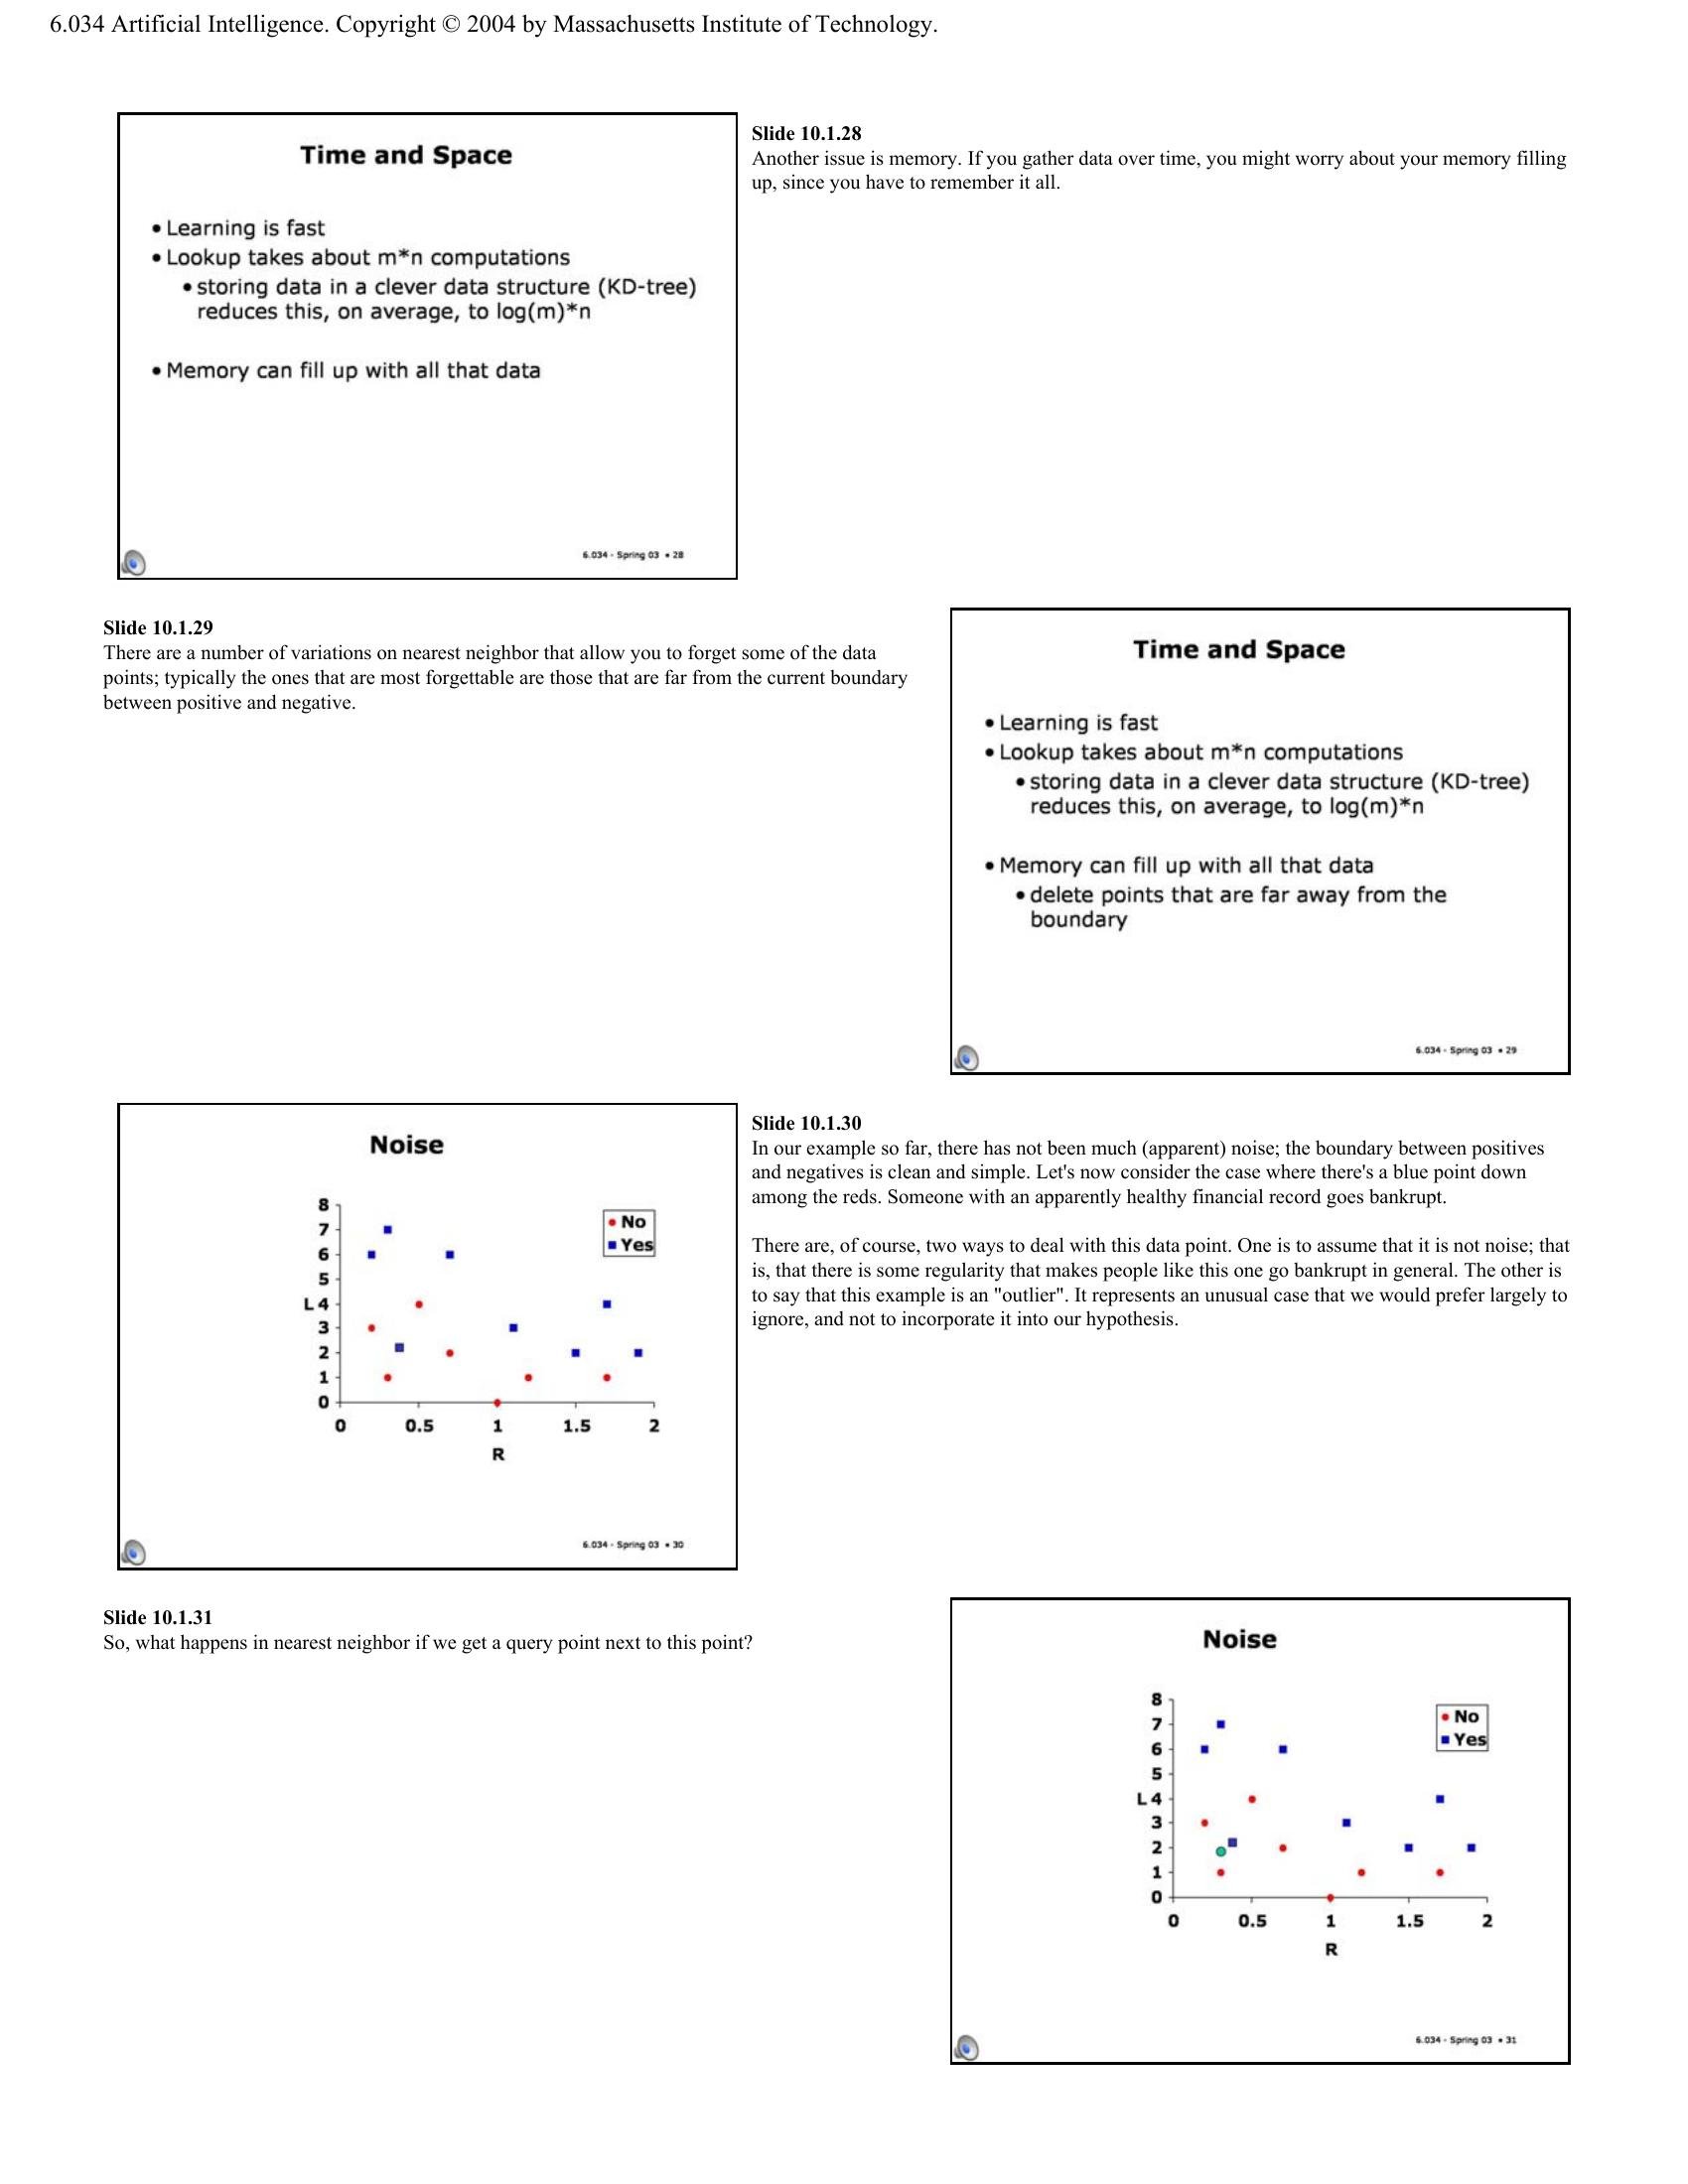 6.034 Artificial Intelligence. Copyright © 2004 by Massachusetts Institute of Technology.
Time and Space
• Learning is fast
• Lookup takes about m*n computations
• storing data in a clever data structure (KD-tree)
reduces this, on average, to log(m)*n
• Memory can fill up with all that data
6.034 - Spring 03 • 28
Slide 10.1.28
Another issue is memory. If you gather data over time, you might worry about your memory filling
up, since you have to remember it all.
Slide 10.1.29
There are a number of variations on nearest neighbor that allow you to forget some of the data
points; typically the ones that are most forgettable are those that are far from the current boundary
between positive and negative.
Time and Space
• Learning is fast
• Lookup takes about m*n computations
• storing data in a clever data structure (KD-tree)
reduces this, on average, to log(m)*n
• Memory can fill up with all that data
• delete points that are far away from the
boundary
6.034 - Spring 03 • 29
Noise
8
7
6
5
L 4
3
2
1
0
0 0.5 1 1.5 2
R
No
Yes
6.034 - Spring 03 • 30
Slide 10.1.30
In our example so far, there has not been much (apparent) noise; the boundary between positives
and negatives is clean and simple. Let's now consider the case where there's a blue point down
among the reds. Someone with an apparently healthy financial record goes bankrupt.
There are, of course, two ways to deal with this data point. One is to assume that it is not noise; that
is, that there is some regularity that makes people like this one go bankrupt in general. The other is
to say that this example is an "outlier". It represents an unusual case that we would prefer largely to
ignore, and not to incorporate it into our hypothesis.
Slide 10.1.31
So, what happens in nearest neighbor if we get a query point next to this point?
Noise
8
7
6
5
L 4
3
2
1
0
0 0.5 1 1.5 2
R
No
Yes
6.034 - Spring 03 • 31